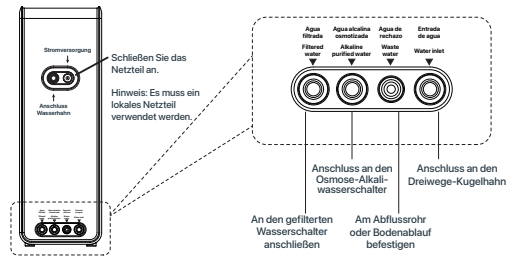 Stromversorgung
Anschluss
Wasserhahn
Schließen Sie das
Netzteil an.
Hinweis: Es muss ein
lokales Netzteil
verwendet werden.
Agua
filtrada
Filtered
water
Agua alcalina
osmotizada
Alkaline
purified water
Agua de
rechazo
Waste
water
Entrada
de agua
Water inlet
Anschluss an den
Osmose-Alkali-
wasserschalter
Anschluss an den
Dreiwege-Kugelhahn
An den gefilterten
Wasserschalter
anschließen
Am Abflussrohr
oder Bodenablauf
befestigen